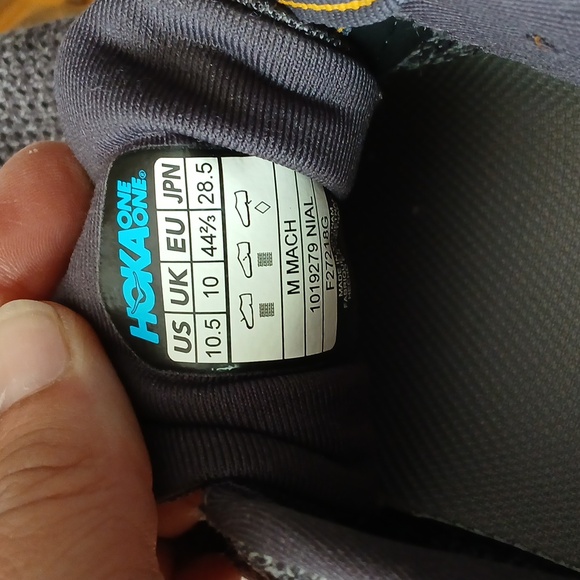 HOKA ONE ONE®
US UK EU JPN
10.5 10 44⅔ 28.5
M MACH
1019279 NIAL
F27218G